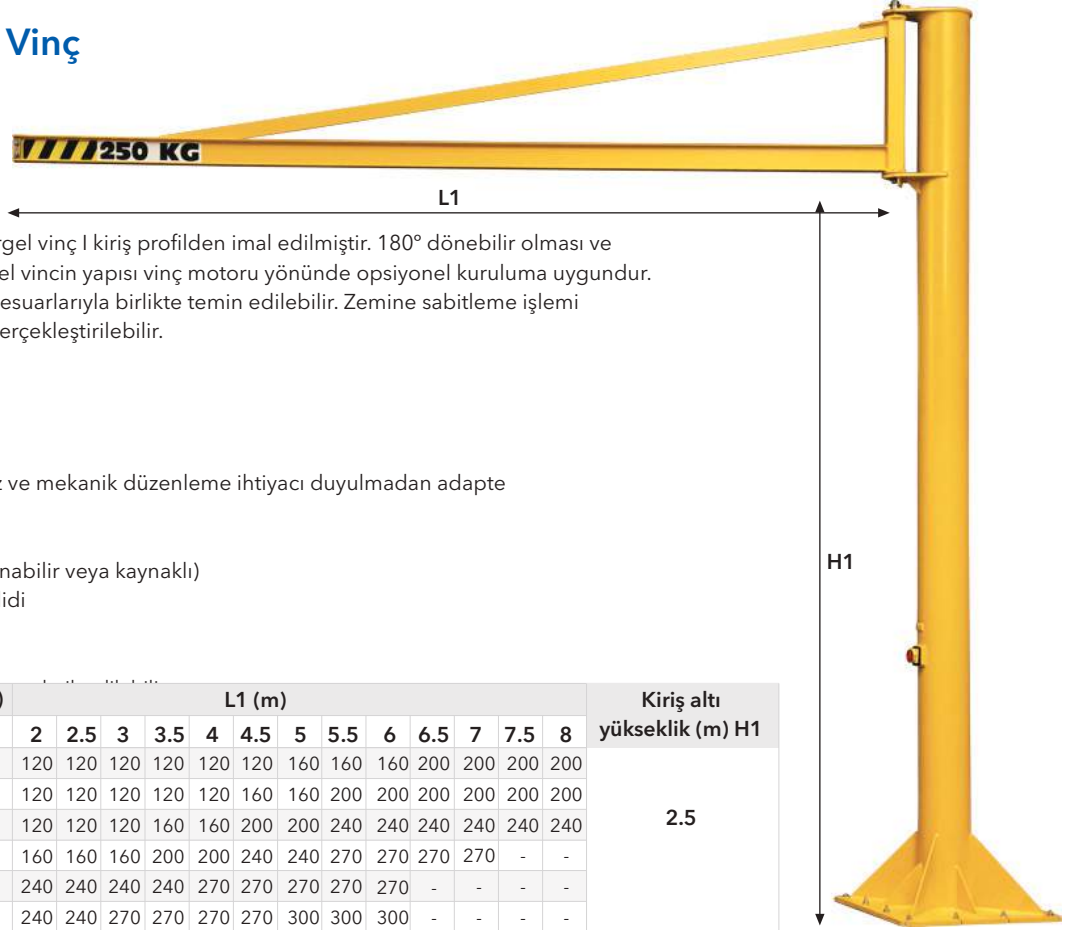 Vinç
250 KG
L1
rgel vinç I kiriş profilden imal edilmiştir. 180º dönebilir olması ve
el vincin yapısı vinç motoru yönünde opsiyonel kuruluma uygundur.
esuarlarıyla birlikte temin edilebilir. Zemine sabitleme işlemi
erçekleştirilebilir.
z ve mekanik düzenleme ihtiyacı duyulmadan adapte
H1
nabilir veya kaynaklı)
idi
) L1 (m) Kiriş altı
2 2.5 3 3.5 4 4.5 5 5.5 6 6.5 7 7.5 8 yükseklik (m) H1
120 120 120 120 120 120 160 160 160 200 200 200 200
120 120 120 120 120 160 160 200 200 200 200 200 200
120 120 120 160 160 200 200 240 240 240 240 240 240 2.5
160 160 160 200 200 240 240 270 270 270 270 - -
240 240 240 240 270 270 270 270 270 - - - -
240 240 270 270 270 270 300 300 300 - - - -